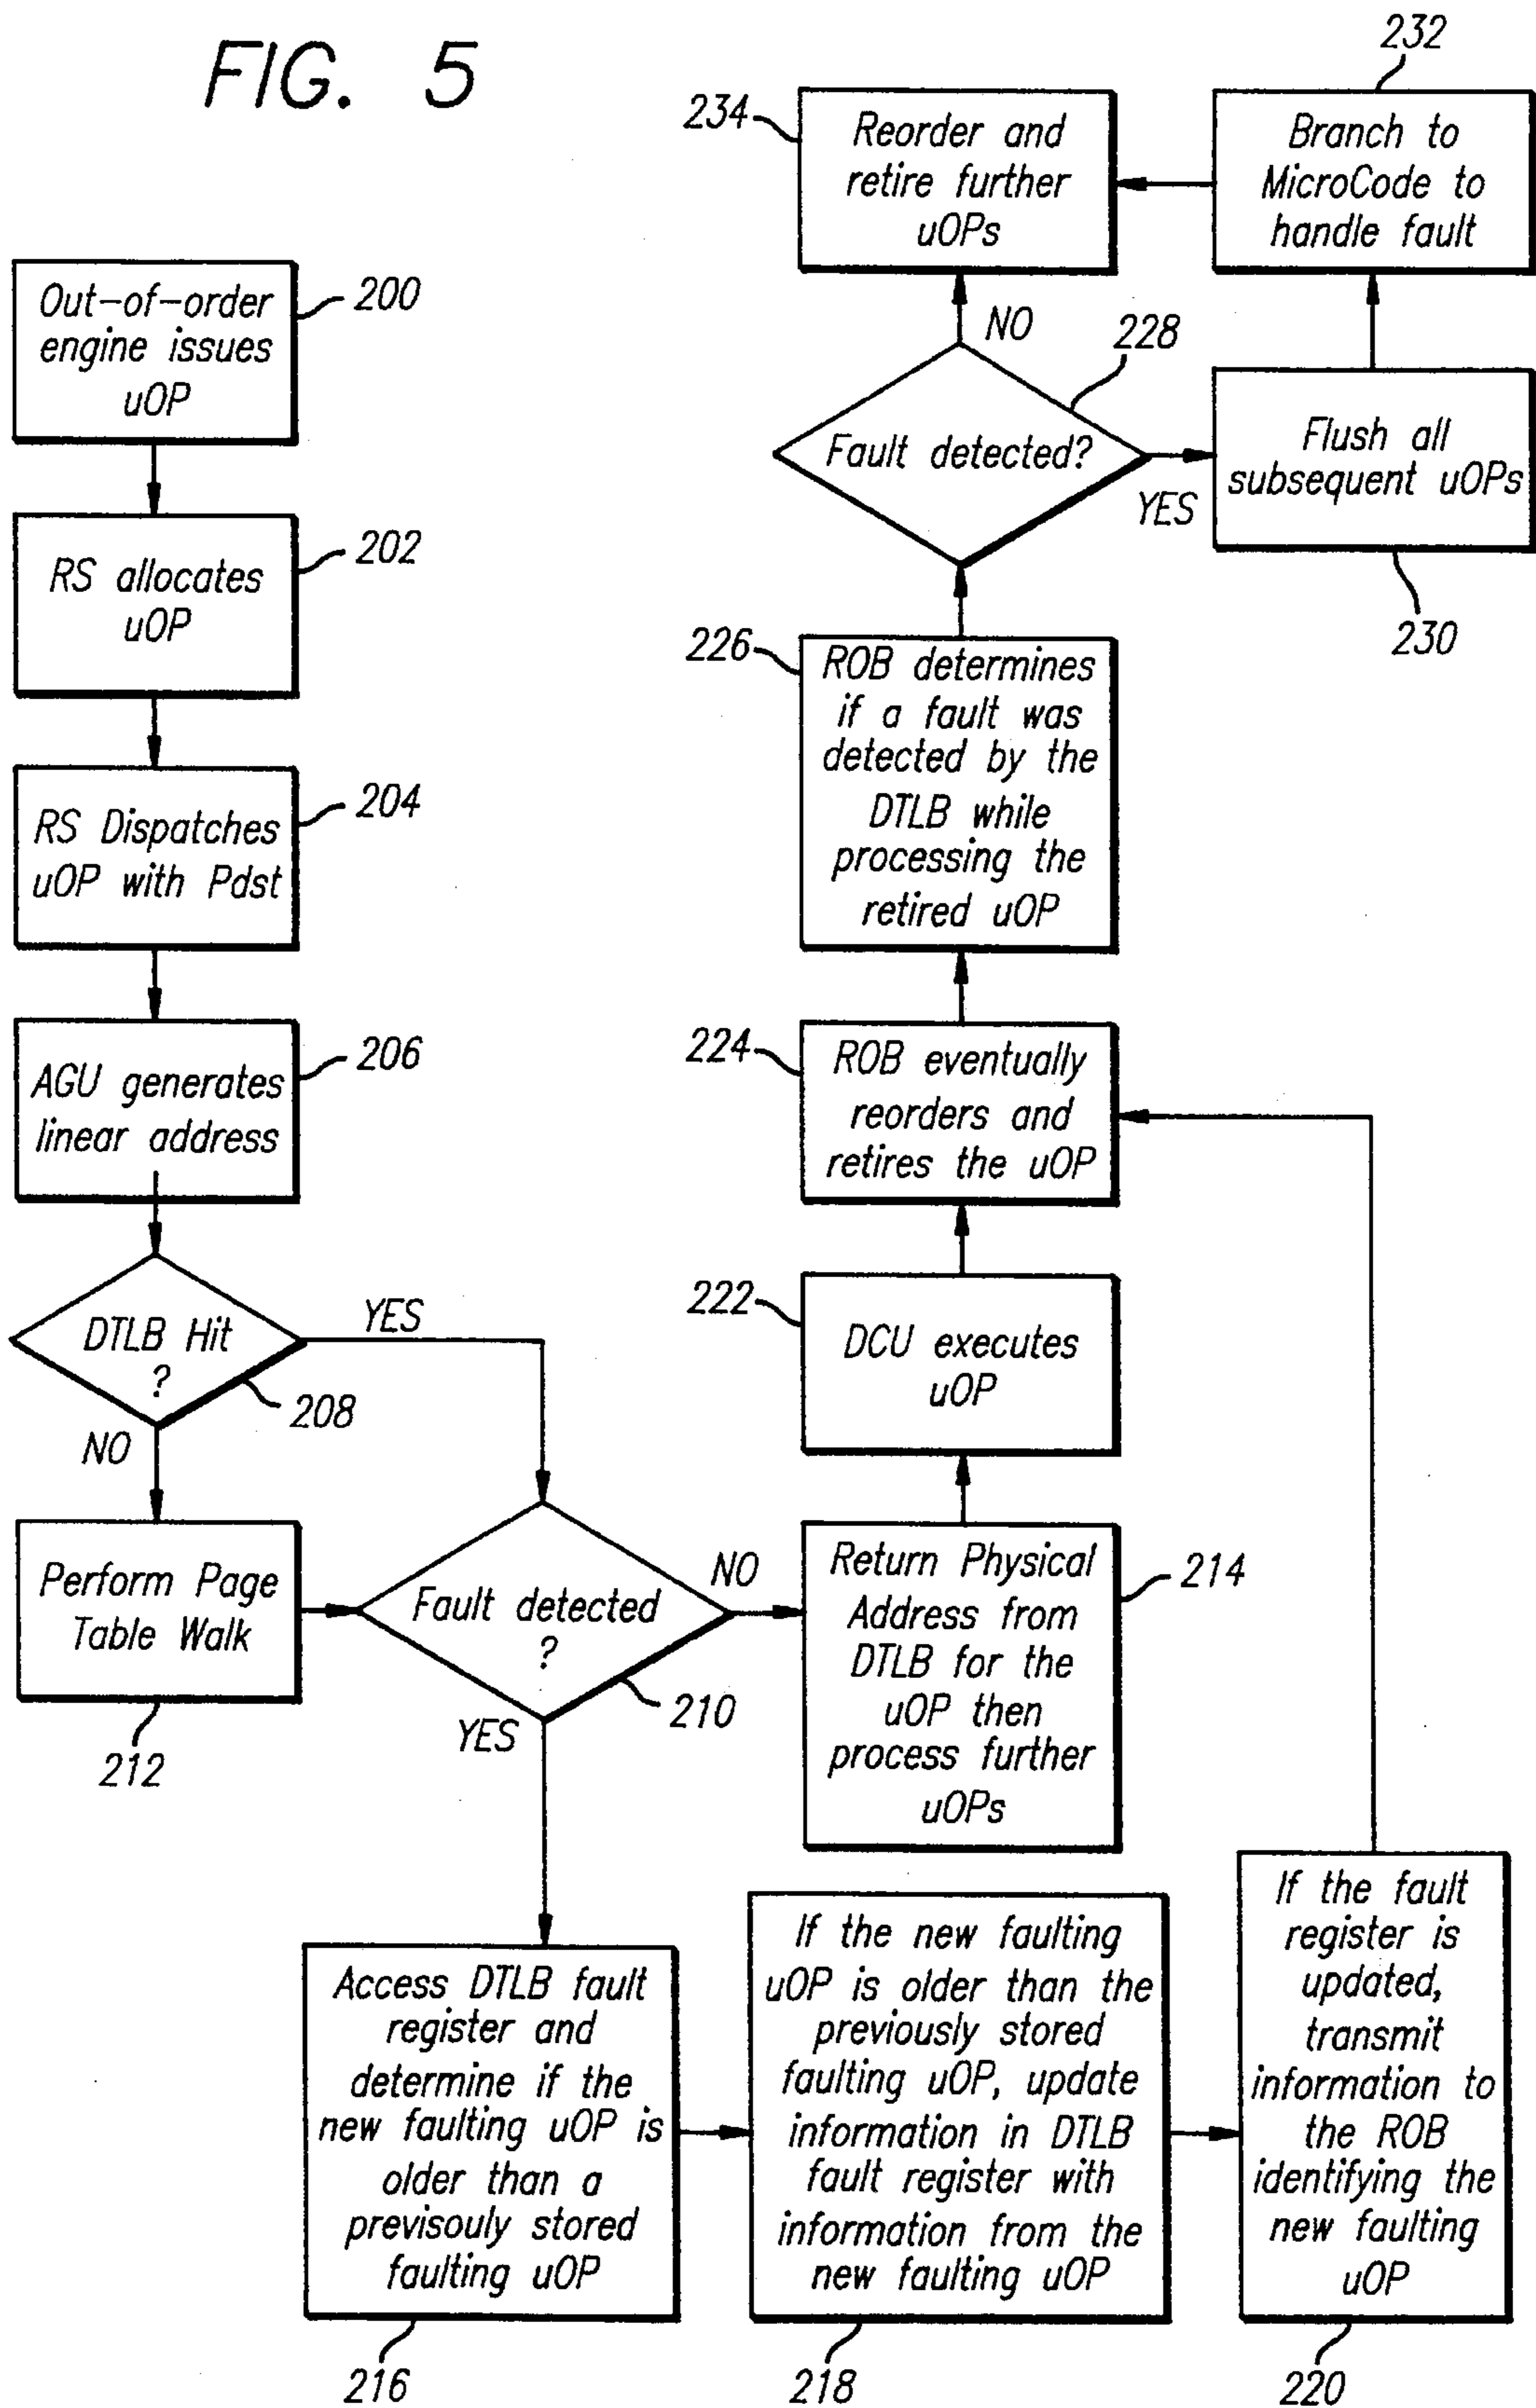 FIG. 5
Out-of-order
engine issues
uOP
200
RS allocates
uOP
202
RS Dispatches
uOP with Pdst
204
AGU generates
linear address
206
DTLB Hit
?
208
YES
NO
Perform Page
Table Walk
212
Fault detected
?
210
NO
YES
Return Physical
Address from
DTLB for the
uOP then
process further
uOPs
214
Access DTLB fault
register and
determine if the
new faulting uOP is
older than a
previsouly stored
faulting uOP
216
If the new faulting
uOP is older than the
previously stored
faulting uOP, update
information in DTLB
fault register with
information from the
new faulting uOP
218
If the fault
register is
updated,
transmit
information to
the ROB
identifying the
new faulting
uOP
220
DCU executes
uOP
222
ROB eventually
reorders and
retires the uOP
224
ROB determines
if a fault was
detected by the
DTLB while
processing the
retired uOP
226
Fault detected?
228
NO
YES
Flush all
subsequent uOPs
230
Branch to
MicroCode to
handle fault
232
Reorder and
retire further
uOPs
234